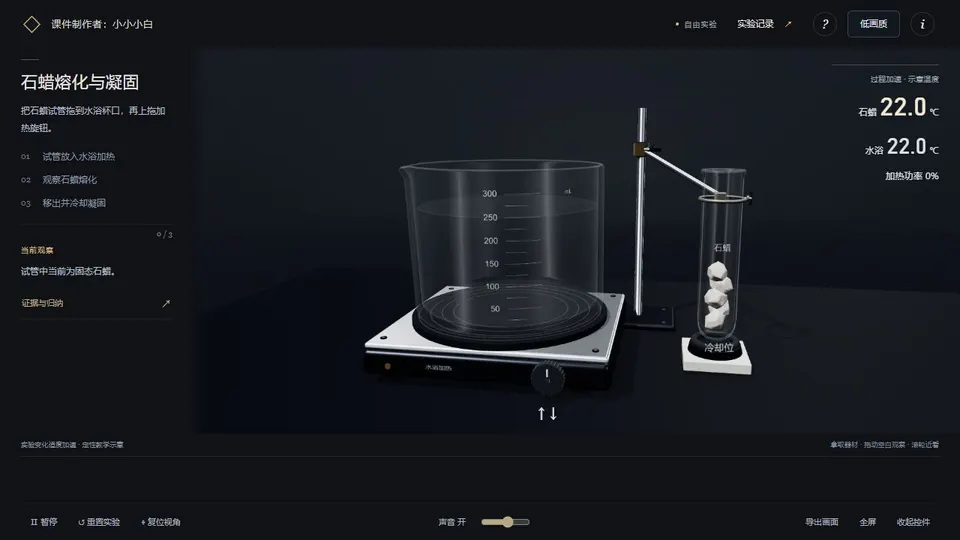 课件制作者：小小小白
自由实验
实验记录 ↗
?
低画质
i
石蜡熔化与凝固
把石蜡试管拖到水浴杯口，再上拖加
热旋钮。
01 试管放入水浴加热
02 观察石蜡熔化
03 移出并冷却凝固
0 / 3
当前观察
试管中当前为固态石蜡。
证据与归纳 ↗
过程加速 · 示意温度
石蜡 22.0 ℃
水浴 22.0 ℃
加热功率 0%
300
250
200
150
100
50
石蜡
冷却位
水浴加热
↑↓
实验变化适度加速 · 定性教学示意
拿取器材 · 拖动空白观察 · 滚轮近看
II 暂停
↺ 重置实验
⌖ 复位视角
声音 开
导出画面
全屏
收起控件